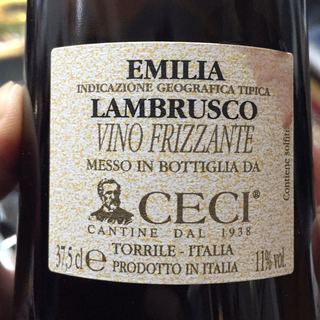 EMILIA
INDICAZIONE GEOGRAFICA TIPICA
LAMBRUSCO
VINO FRIZZANTE
MESSO IN BOTTIGLIA DA
CECI®
CANTINE DAL 1938
TORRILE - ITALIA
37,5 cl e PRODOTTO IN ITALIA 11% vol.
Contiene solfiti